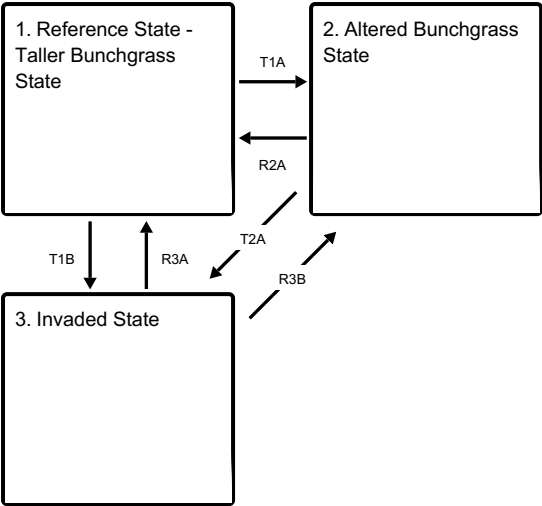 1. Reference State -
Taller Bunchgrass
State
2. Altered Bunchgrass
State
T1A
R2A
T2A
R3B
T1B
R3A
3. Invaded State